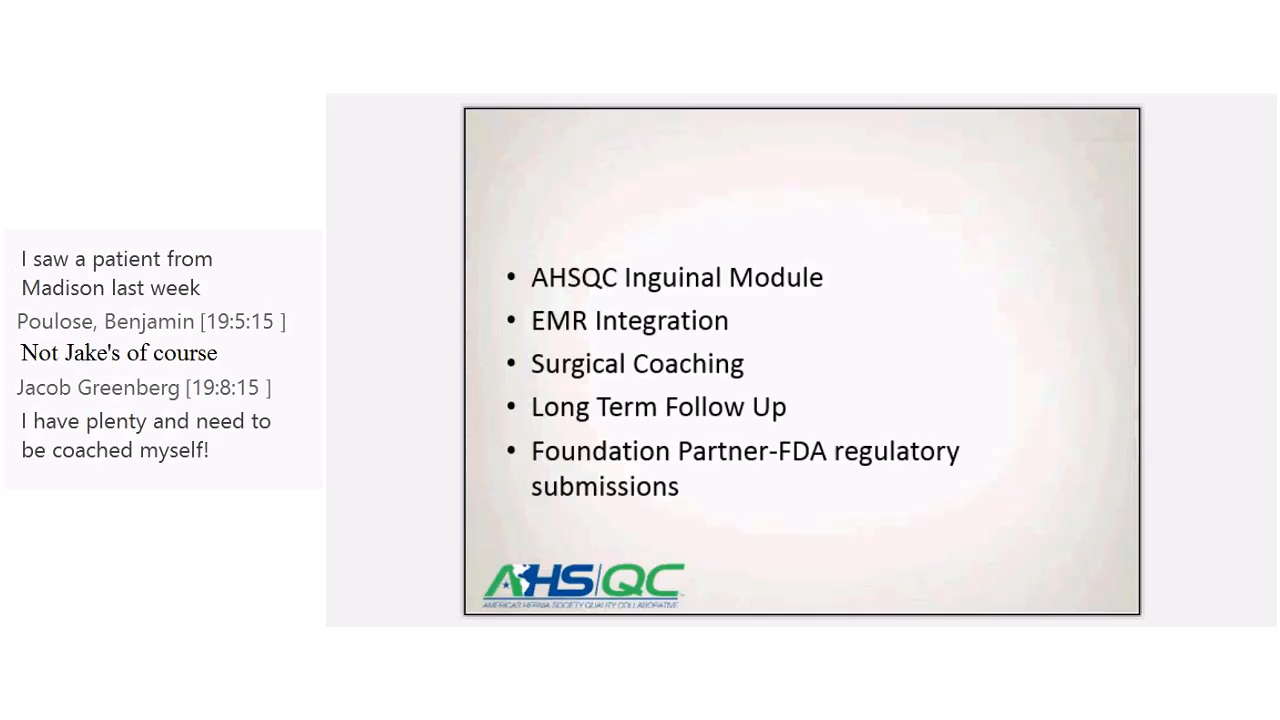 I saw a patient from
Madison last week
Poulose, Benjamin [19:5:15 ]
Not Jake's of course
Jacob Greenberg [19:8:15 ]
I have plenty and need to
be coached myself!
• AHSQC Inguinal Module
• EMR Integration
• Surgical Coaching
• Long Term Follow Up
• Foundation Partner-FDA regulatory
submissions
AHS|QC
AMERICAS HERNIA SOCIETY QUALITY COLLABORATIVE